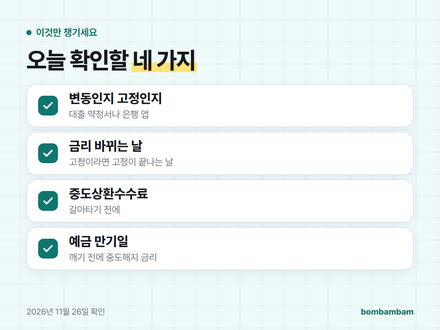 이것만 챙기세요
오늘 확인할 네 가지
변동인지 고정인지
대출 약정서나 은행 앱
금리 바뀌는 날
고정이라면 고정이 끝나는 날
중도상환수수료
갈아타기 전에
예금 만기일
깨기 전에 중도해지 금리
2026년 11월 26일 확인
bombambam